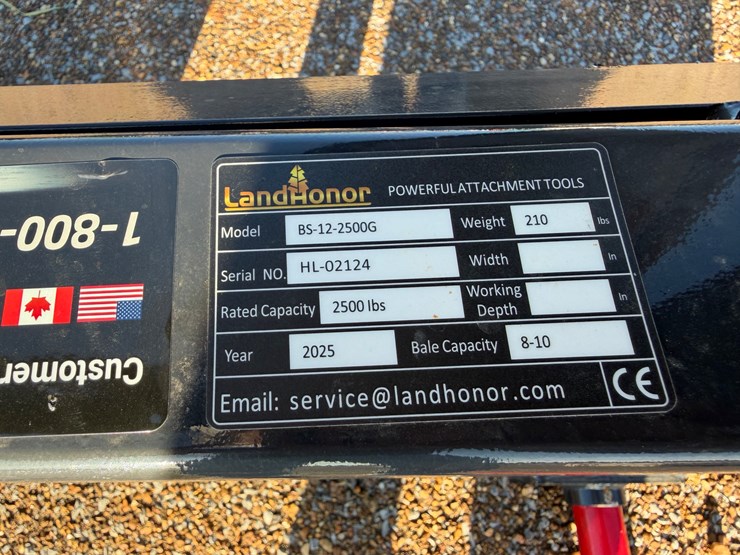 LandHonor POWERFUL ATTACHMENT TOOLS
Model BS-12-2500G Weight 210 lbs
Serial NO. HL-02124 Width In
Rated Capacity 2500 lbs Working Depth In
Year 2025 Bale Capacity 8-10
Email: service@landhonor.com CE
Customer
1-800-